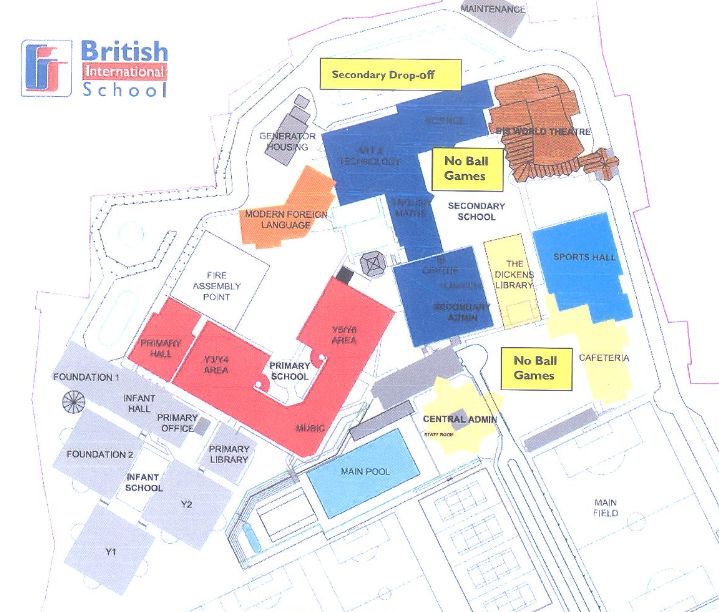 MAINTENANCE
British
International
School
Secondary Drop-off
SCIENCE
BIS WORLD THEATRE
GENERATOR
HOUSING
ART &
TECHNOLOGY
No Ball
Games
ENGLISH
MATHS
SECONDARY
SCHOOL
MODERN FOREIGN
LANGUAGE
FIRE
ASSEMBLY
POINT
THE
DICKENS
LIBRARY
SPORTS HALL
SECONDARY
ADMIN
Y5/Y6
AREA
PRIMARY
HALL
Y3/Y4
AREA
PRIMARY
SCHOOL
No Ball
Games
CAFETERIA
FOUNDATION 1
INFANT
HALL
PRIMARY
OFFICE
MUSIC
CENTRAL ADMIN
STAFF ROOM
FOUNDATION 2
PRIMARY
LIBRARY
MAIN POOL
INFANT
SCHOOL
Y2
MAIN
FIELD
Y1